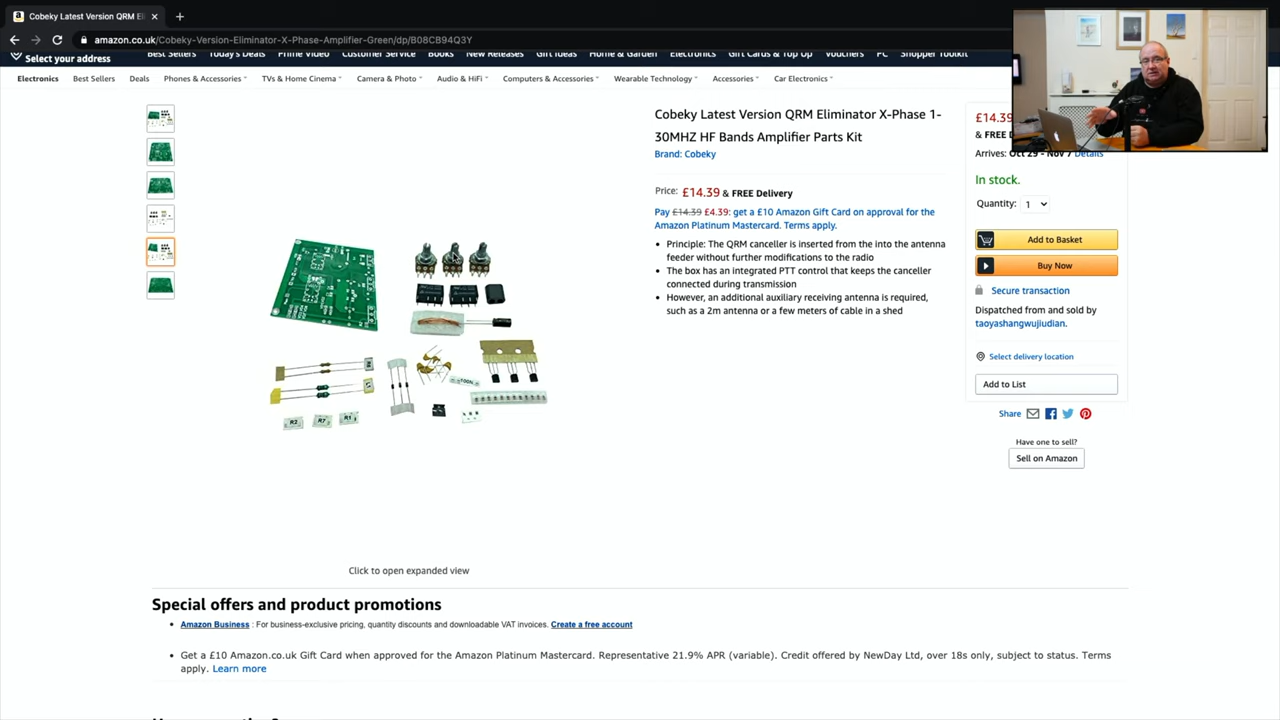 Cobeky Latest Version QRM El
amazon.co.uk/Cobeky-Version-Eliminator-X-Phase-Amplifier-Green/dp/B08CB94Q3Y
Select your address
Best Sellers Today's Deals Prime Video Customer Service Books New Releases Gift Ideas Home & Garden Electronics Gift Cards & Top Up Vouchers PC Shopper Toolkit
Electronics Best Sellers Deals Phones & Accessories TVs & Home Cinema Camera & Photo Audio & HiFi Computers & Accessories Wearable Technology Accessories Car Electronics
Cobeky Latest Version QRM Eliminator X-Phase 1-
30MHZ HF Bands Amplifier Parts Kit
Brand: Cobeky
Price: £14.39 & FREE Delivery
Pay £14.39 £4.39: get a £10 Amazon Gift Card on approval for the
Amazon Platinum Mastercard. Terms apply.
• Principle: The QRM canceller is inserted from the into the antenna
feeder without further modifications to the radio
• The box has an integrated PTT control that keeps the canceller
connected during transmission
• However, an additional auxiliary receiving antenna is required,
such as a 2m antenna or a few meters of cable in a shed
£14.39
& FREE D
Arrives: Oct 29 - Nov 7 Details
In stock.
Quantity: 1
Add to Basket
Buy Now
Secure transaction
Dispatched from and sold by
taoyashangwujiudian.
Select delivery location
Add to List
Share
Have one to sell?
Sell on Amazon
100N
R2 R7 R1
Click to open expanded view
Special offers and product promotions
• Amazon Business : For business-exclusive pricing, quantity discounts and downloadable VAT invoices. Create a free account
• Get a £10 Amazon.co.uk Gift Card when approved for the Amazon Platinum Mastercard. Representative 21.9% APR (variable). Credit offered by NewDay Ltd, over 18s only, subject to status. Terms
apply. Learn more